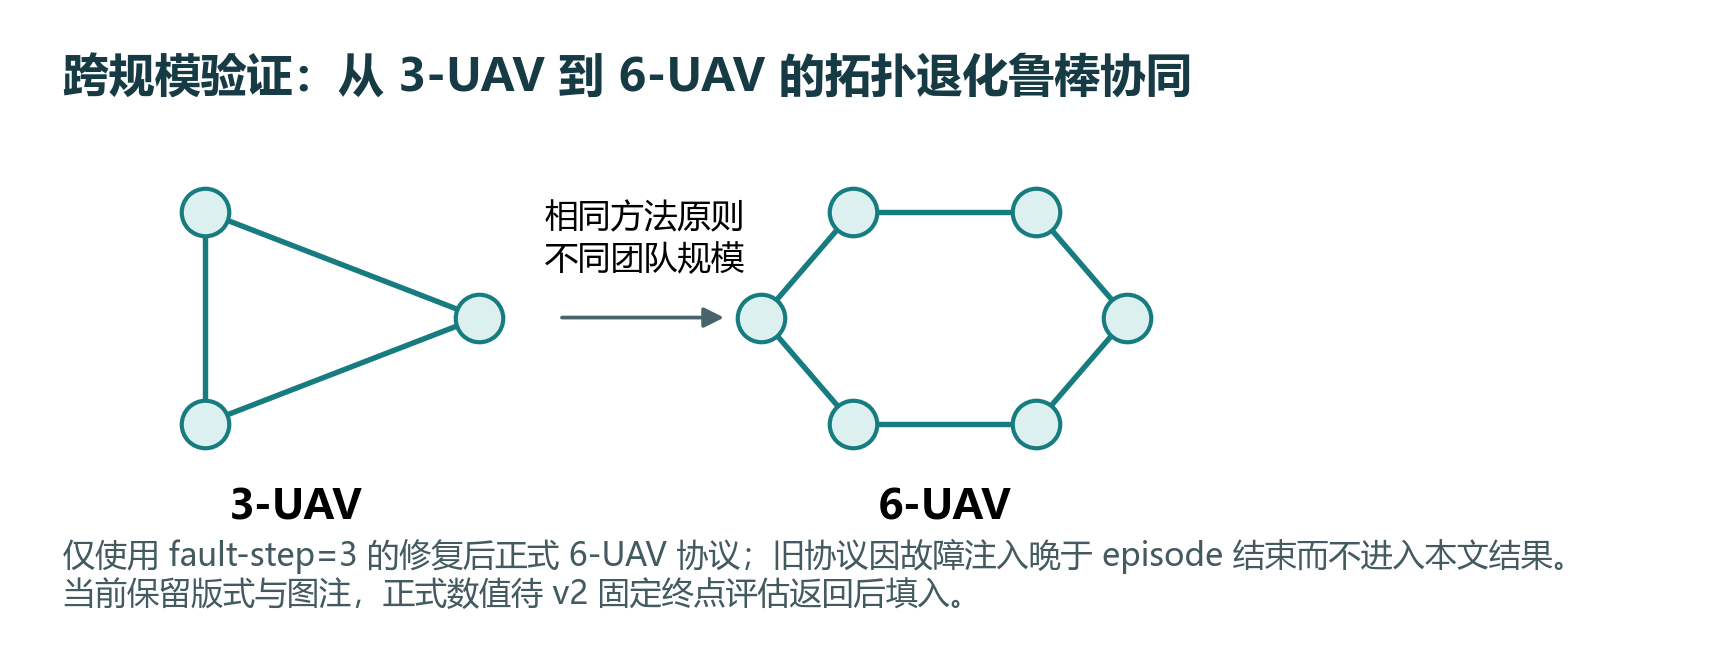 跨规模验证：从 3-UAV 到 6-UAV 的拓扑退化鲁棒协同
相同方法原则
不同团队规模
3-UAV
6-UAV
仅使用 fault-step=3 的修复后正式 6-UAV 协议；旧协议因故障注入晚于 episode 结束而不进入本文结果。
当前保留版式与图注，正式数值待 v2 固定终点评估返回后填入。